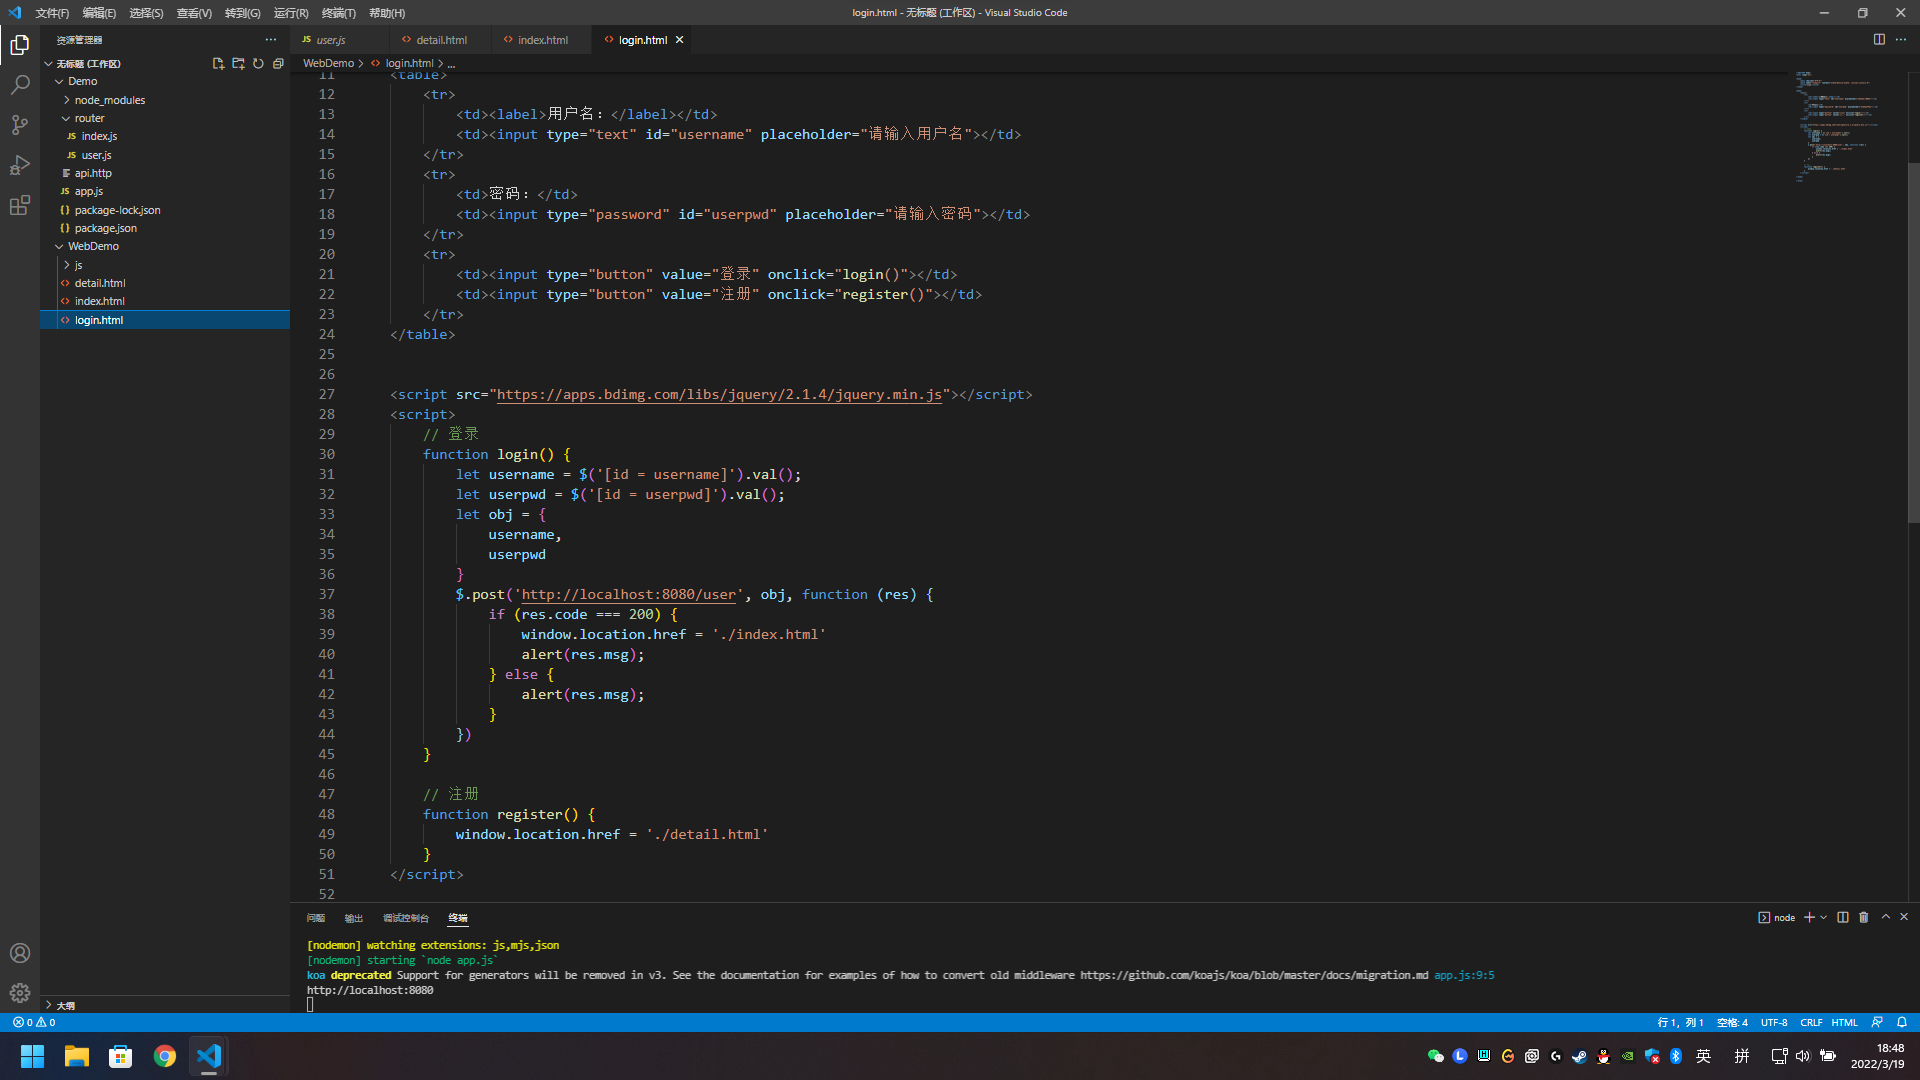 文件(F) 编辑(E) 选择(S) 查看(V) 转到(G) 运行(R) 终端(T) 帮助(H)
login.html - 无标题 (工作区) - Visual Studio Code
资源管理器
无标题 (工作区)
Demo
node_modules
router
JS index.js
JS user.js
api.http
JS app.js
{} package-lock.json
{} package.json
WebDemo
js
<> detail.html
<> index.html
<> login.html
大纲
JS user.js
<> detail.html
<> index.html
<> login.html
WebDemo > <> login.html > ...
11 <table>
12 <tr>
13 <td><label>用户名：</label></td>
14 <td><input type="text" id="username" placeholder="请输入用户名"></td>
15 </tr>
16 <tr>
17 <td>密码：</td>
18 <td><input type="password" id="userpwd" placeholder="请输入密码"></td>
19 </tr>
20 <tr>
21 <td><input type="button" value="登录" onclick="login()"></td>
22 <td><input type="button" value="注册" onclick="register()"></td>
23 </tr>
24 </table>
25
26
27 <script src="https://apps.bdimg.com/libs/jquery/2.1.4/jquery.min.js"></script>
28 <script>
29 // 登录
30 function login() {
31 let username = $('[id = username]').val();
32 let userpwd = $('[id = userpwd]').val();
33 let obj = {
34 username,
35 userpwd
36 }
37 $.post('http://localhost:8080/user', obj, function (res) {
38 if (res.code === 200) {
39 window.location.href = './index.html'
40 alert(res.msg);
41 } else {
42 alert(res.msg);
43 }
44 })
45 }
46
47 // 注册
48 function register() {
49 window.location.href = './detail.html'
50 }
51 </script>
52
问题 输出 调试控制台 终端
node
[nodemon] watching extensions: js,mjs,json
[nodemon] starting `node app.js`
koa deprecated Support for generators will be removed in v3. See the documentation for examples of how to convert old middleware https://github.com/koajs/koa/blob/master/docs/migration.md app.js:9:5
http://localhost:8080
0 0
行 1，列 1 空格: 4 UTF-8 CRLF HTML
英 拼
18:48
2022/3/19